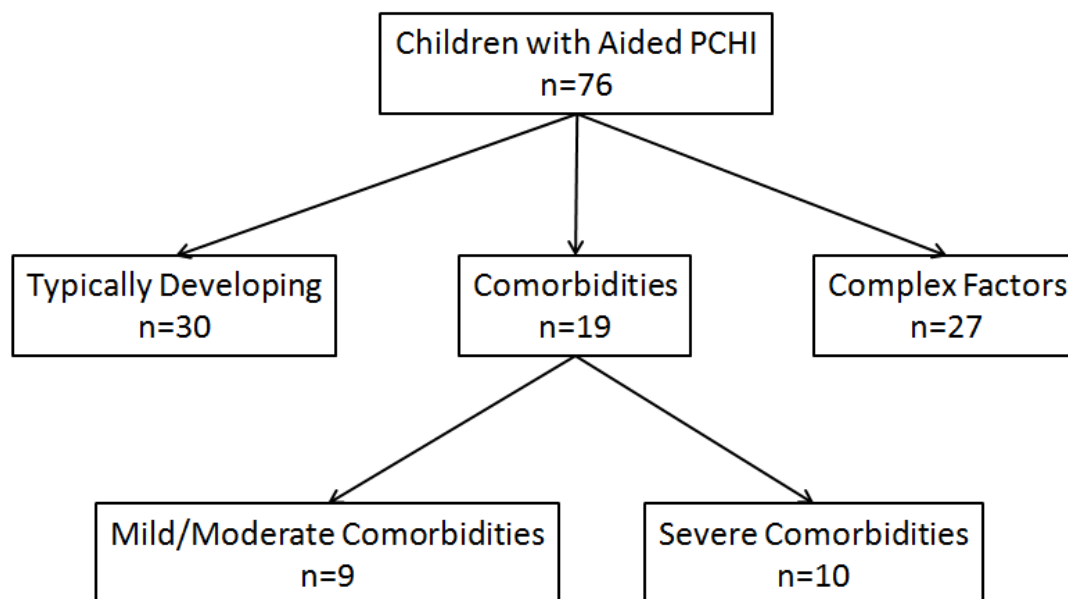 Children with Aided PCHI
n=76
Typically Developing
n=30
Comorbidities
n=19
Complex Factors
n=27
Mild/Moderate Comorbidities
n=9
Severe Comorbidities
n=10